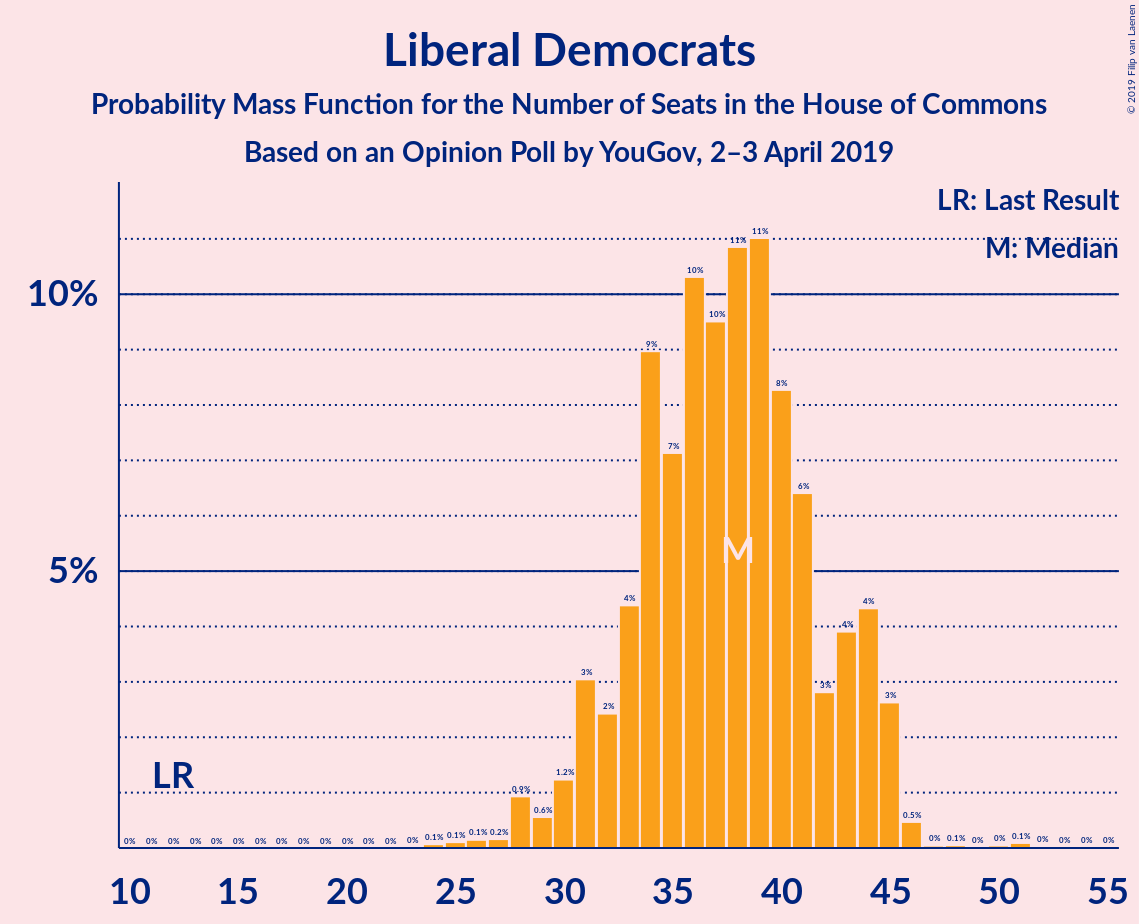 Liberal Democrats
Probability Mass Function for the Number of Seats in the House of Commons
Based on an Opinion Poll by YouGov, 2–3 April 2019
© 2019 Filip van Laenen
LR: Last Result
M: Median
10%
5%
LR
M
0% 0% 0% 0% 0% 0% 0% 0% 0% 0% 0% 0% 0% 0% 0.1% 0.1% 0.1% 0.2% 0.9% 0.6% 1.2% 3% 2% 4% 9% 7% 10% 10% 11% 11% 8% 6% 3% 4% 4% 3% 0.5% 0% 0.1% 0% 0% 0.1% 0% 0% 0% 0%
10 15 20 25 30 35 40 45 50 55